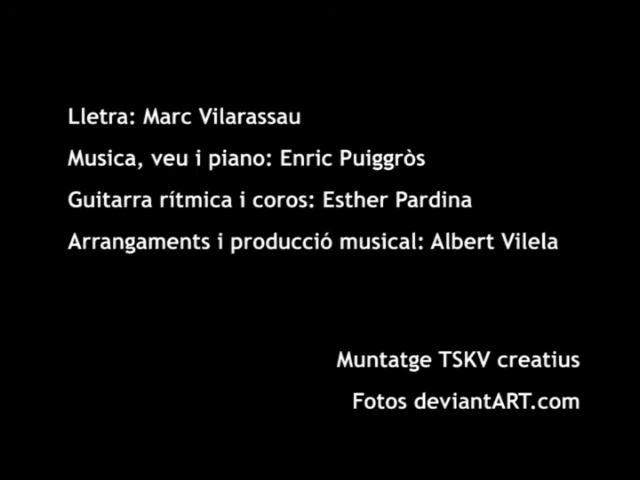 Lletra: Marc Vilarassau
Musica, veu i piano: Enric Puiggròs
Guitarra rítmica i coros: Esther Pardina
Arrangaments i producció musical: Albert Vilela
Muntatge TSKV creatius
Fotos deviantART.com